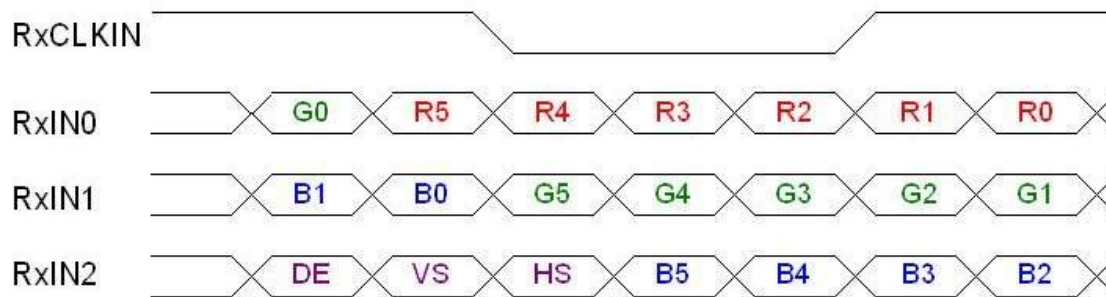 RxCLKIN
RxIN0 G0 R5 R4 R3 R2 R1 R0
RxIN1 B1 B0 G5 G4 G3 G2 G1
RxIN2 DE VS HS B5 B4 B3 B2